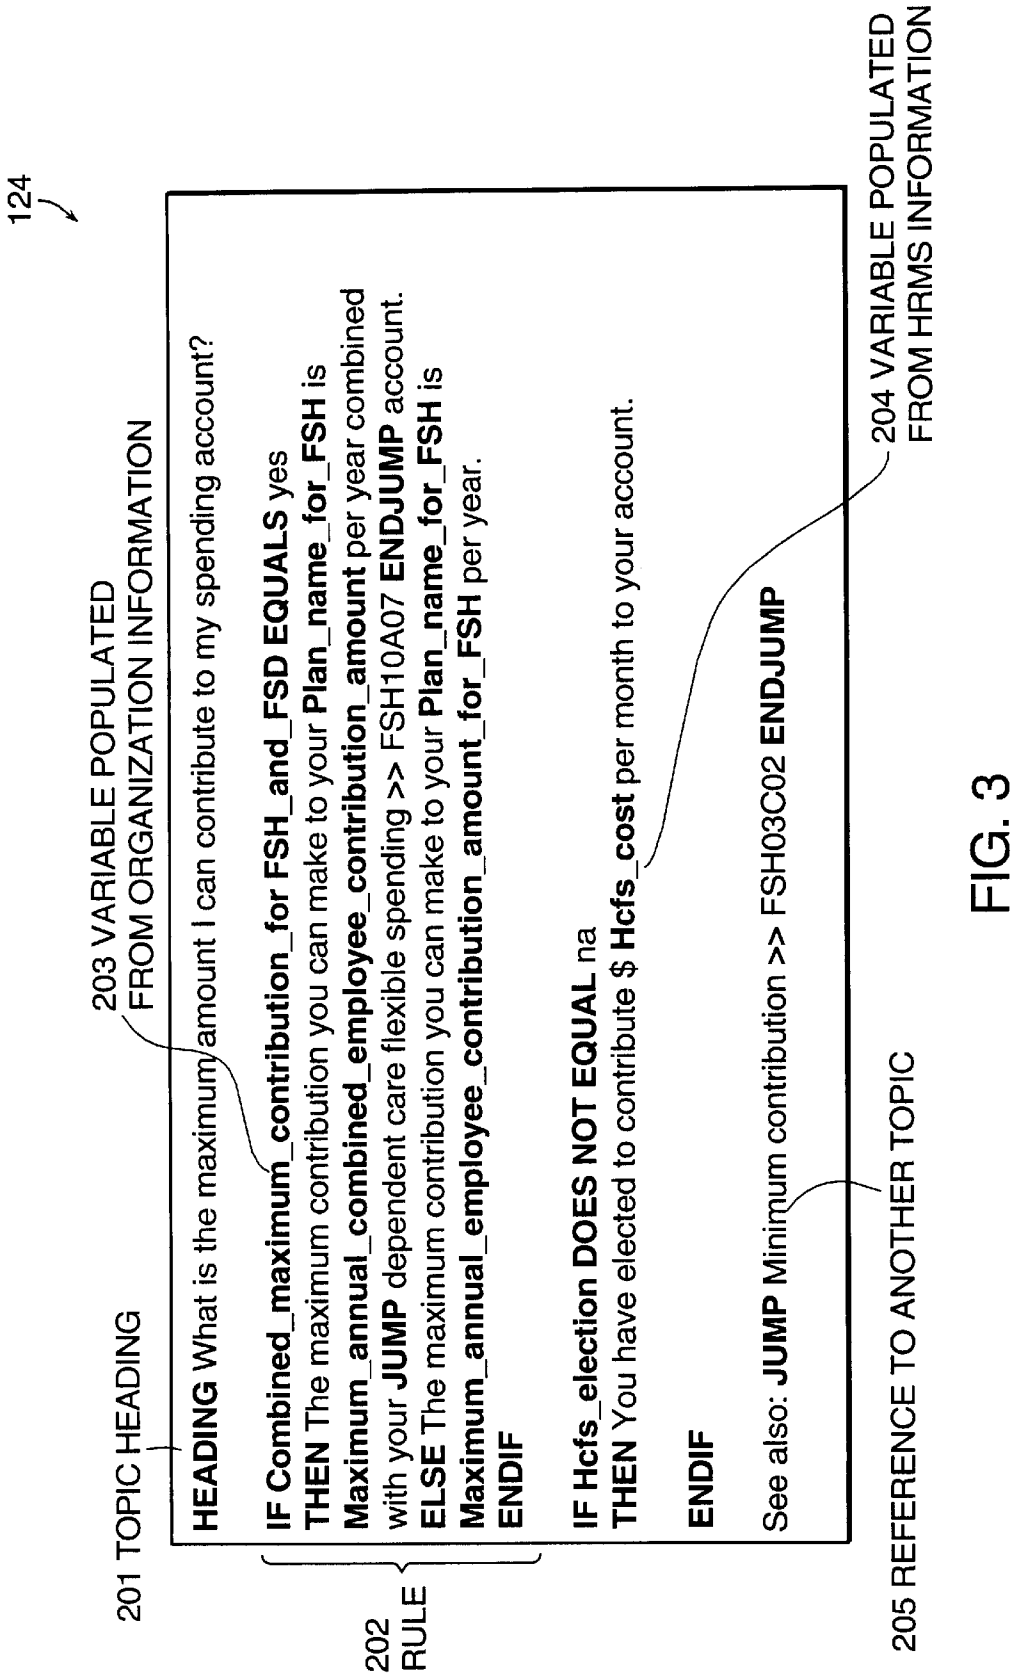 124
201 TOPIC HEADING
203 VARIABLE POPULATED
FROM ORGANIZATION INFORMATION
HEADING What is the maximum amount I can contribute to my spending account?
202
RULE
IF Combined_maximum_contribution_for FSH_and_FSD EQUALS yes
THEN The maximum contribution you can make to your Plan_name_for_FSH is
Maximum_annual_combined_employee_contribution_amount per year combined
with your JUMP dependent care flexible spending >> FSH10A07 ENDJUMP account.
ELSE The maximum contribution you can make to your Plan_name_for_FSH is
Maximum_annual_employee_contribution_amount_for_FSH per year.
ENDIF
IF Hcfs_election DOES NOT EQUAL na
THEN You have elected to contribute $ Hcfs_cost per month to your account.
ENDIF
See also: JUMP Minimum contribution >> FSH03C02 ENDJUMP
204 VARIABLE POPULATED
FROM HRMS INFORMATION
205 REFERENCE TO ANOTHER TOPIC
FIG. 3